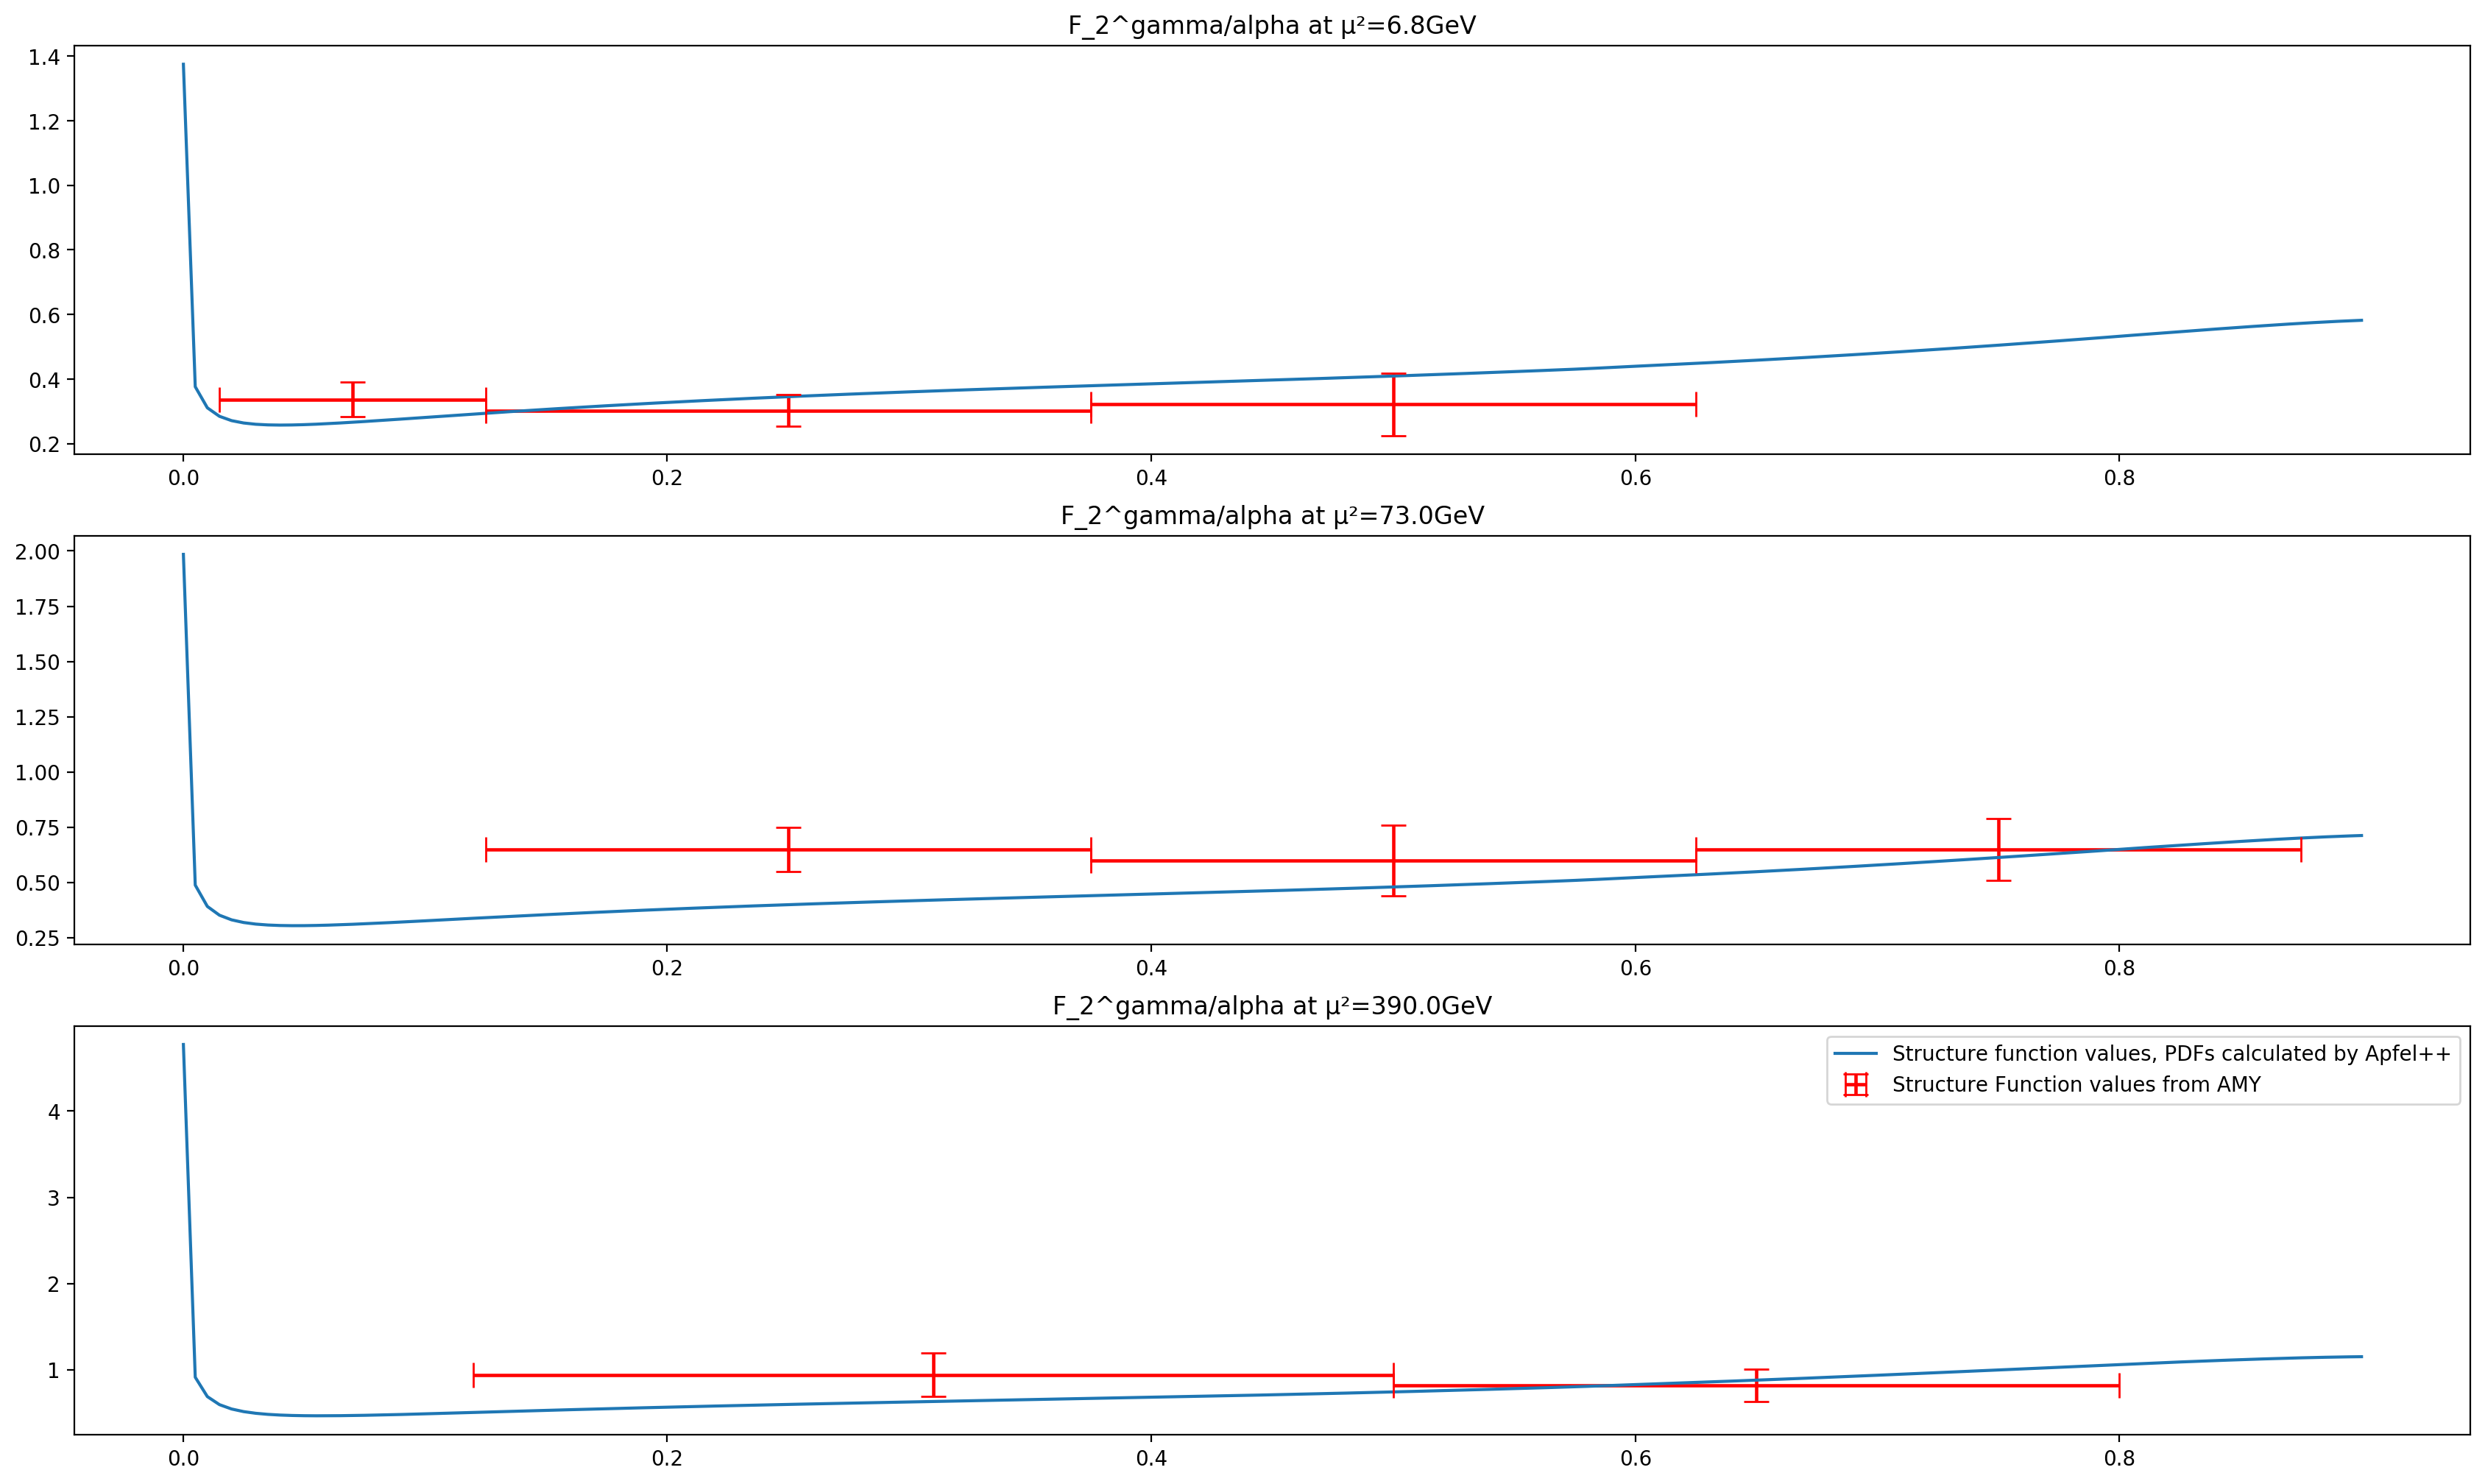 F_2^gamma/alpha at μ²=6.8GeV
1.4
1.2
1.0
0.8
0.6
0.4
0.2
0.0 0.2 0.4 0.6 0.8
F_2^gamma/alpha at μ²=73.0GeV
2.00
1.75
1.50
1.25
1.00
0.75
0.50
0.25
0.0 0.2 0.4 0.6 0.8
F_2^gamma/alpha at μ²=390.0GeV
Structure function values, PDFs calculated by Apfel++
Structure Function values from AMY
4
3
2
1
0.0 0.2 0.4 0.6 0.8